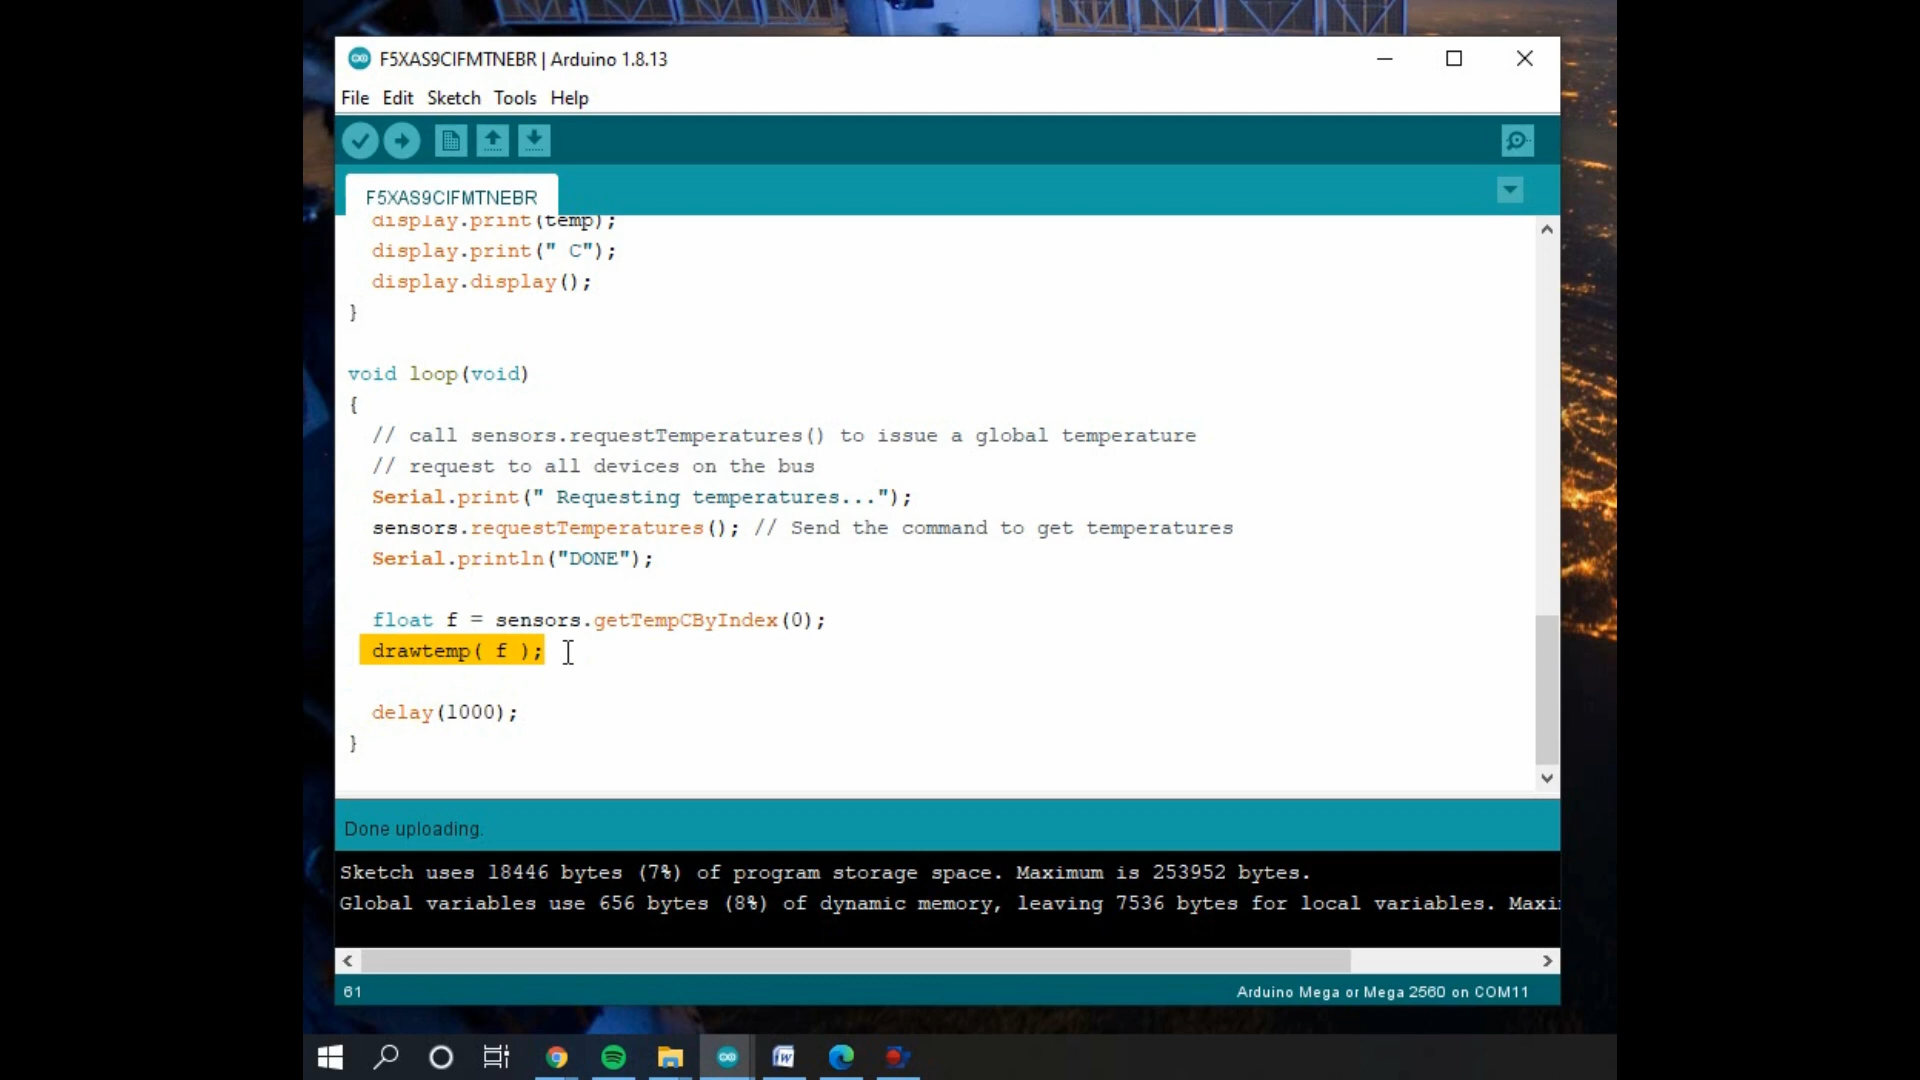 F5XAS9CIFMTNEBR | Arduino 1.8.13
File Edit Sketch Tools Help
F5XAS9CIFMTNEBR
display.print(temp);
display.print(" C");
display.display();
}
void loop(void)
{
// call sensors.requestTemperatures() to issue a global temperature
// request to all devices on the bus
Serial.print(" Requesting temperatures...");
sensors.requestTemperatures(); // Send the command to get temperatures
Serial.println("DONE");
float f = sensors.getTempCByIndex(0);
drawtemp( f );
delay(1000);
}
Done uploading.
Sketch uses 18446 bytes (7%) of program storage space. Maximum is 253952 bytes.
Global variables use 656 bytes (8%) of dynamic memory, leaving 7536 bytes for local variables. Maxi
61 Arduino Mega or Mega 2560 on COM11